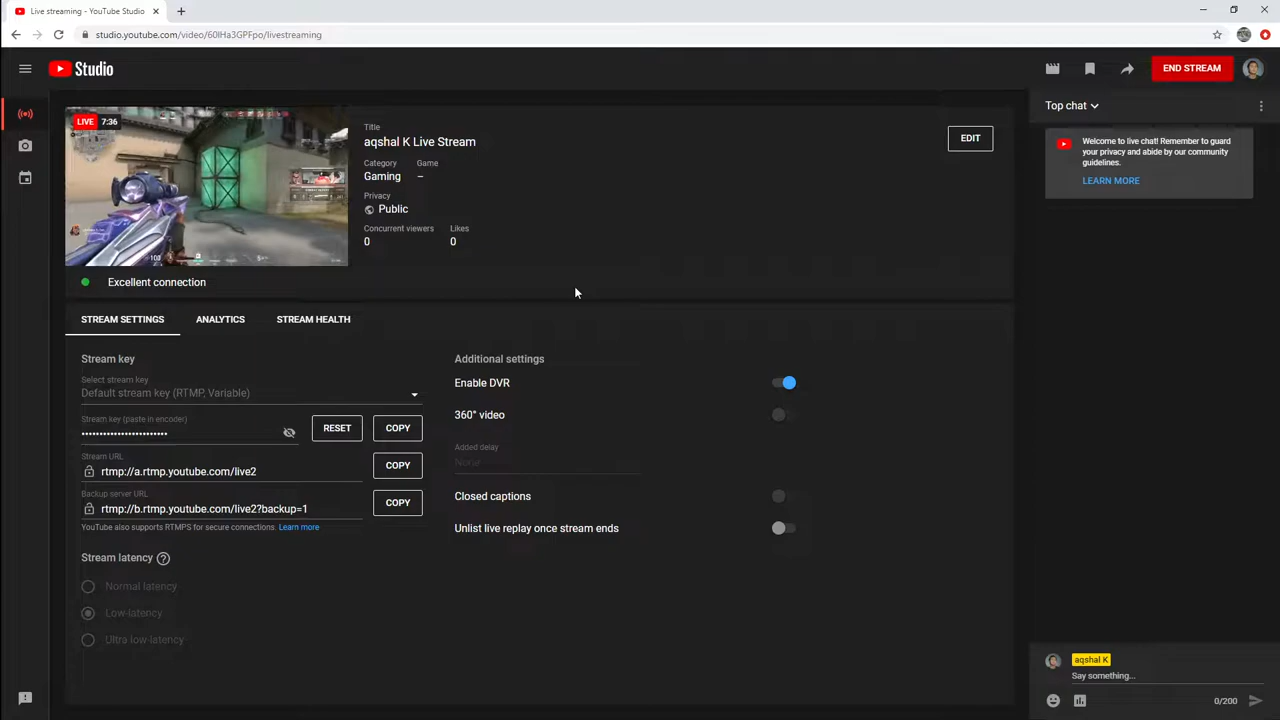 Live streaming - YouTube Studio
studio.youtube.com/video/60IHa3GPFpo/livestreaming
Studio
END STREAM
LIVE 7:36
Title
aqshal K Live Stream
EDIT
Category Game
Gaming –
Privacy
Public
Concurrent viewers Likes
0 0
Excellent connection
STREAM SETTINGS ANALYTICS STREAM HEALTH
Stream key
Select stream key
Default stream key (RTMP, Variable)
Stream key (paste in encoder)
••••••••••••••••••••••••
RESET COPY
Stream URL
rtmp://a.rtmp.youtube.com/live2
COPY
Backup server URL
rtmp://b.rtmp.youtube.com/live2?backup=1
COPY
YouTube also supports RTMPS for secure connections. Learn more
Stream latency
Normal latency
Low-latency
Ultra low-latency
Additional settings
Enable DVR
360° video
Added delay
None
Closed captions
Unlist live replay once stream ends
Top chat
Welcome to live chat! Remember to guard
your privacy and abide by our community
guidelines.
LEARN MORE
aqshal K
Say something...
0/200